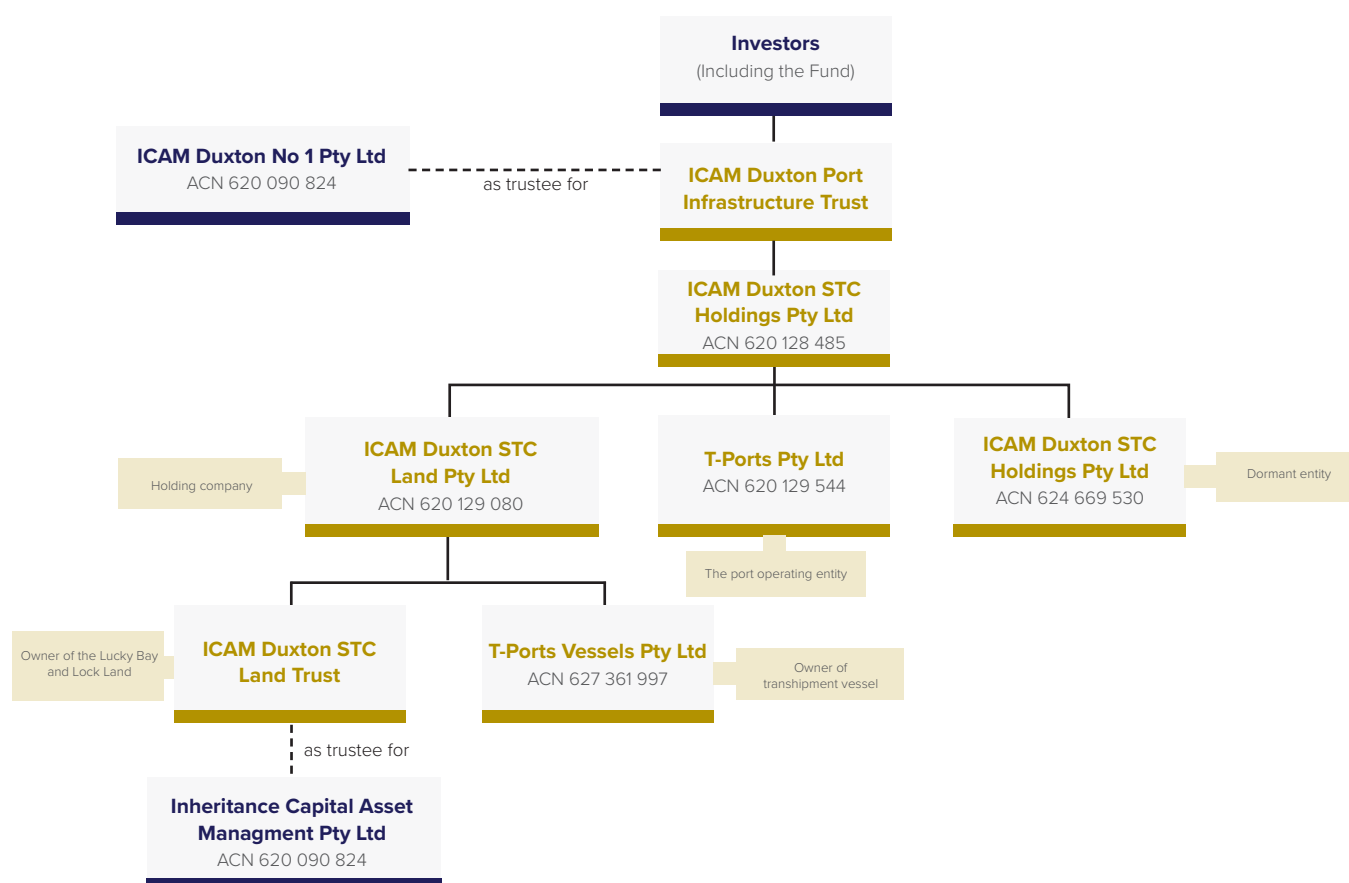 Investors
(Including the Fund)
ICAM Duxton No 1 Pty Ltd
ACN 620 090 824
as trustee for
ICAM Duxton Port
Infrastructure Trust
ICAM Duxton STC
Holdings Pty Ltd
ACN 620 128 485
Holding company
ICAM Duxton STC
Land Pty Ltd
ACN 620 129 080
T-Ports Pty Ltd
ACN 620 129 544
The port operating entity
ICAM Duxton STC
Holdings Pty Ltd
ACN 624 669 530
Dormant entity
Owner of the Lucky Bay
and Lock Land
ICAM Duxton STC
Land Trust
T-Ports Vessels Pty Ltd
ACN 627 361 997
Owner of
transhipment vessel
as trustee for
Inheritance Capital Asset
Managment Pty Ltd
ACN 620 090 824